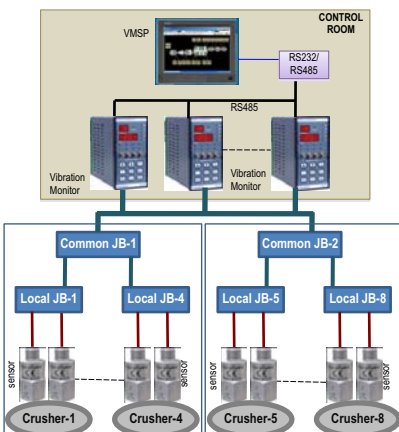 CONTROL
ROOM
VMSP
RS232/
RS485
RS485
Vibration
Monitor
Vibration
Monitor
Common JB-1
Common JB-2
Local JB-1
Local JB-4
Local JB-5
Local JB-8
sensor
sensor
sensor
sensor
Crusher-1
Crusher-4
Crusher-5
Crusher-8